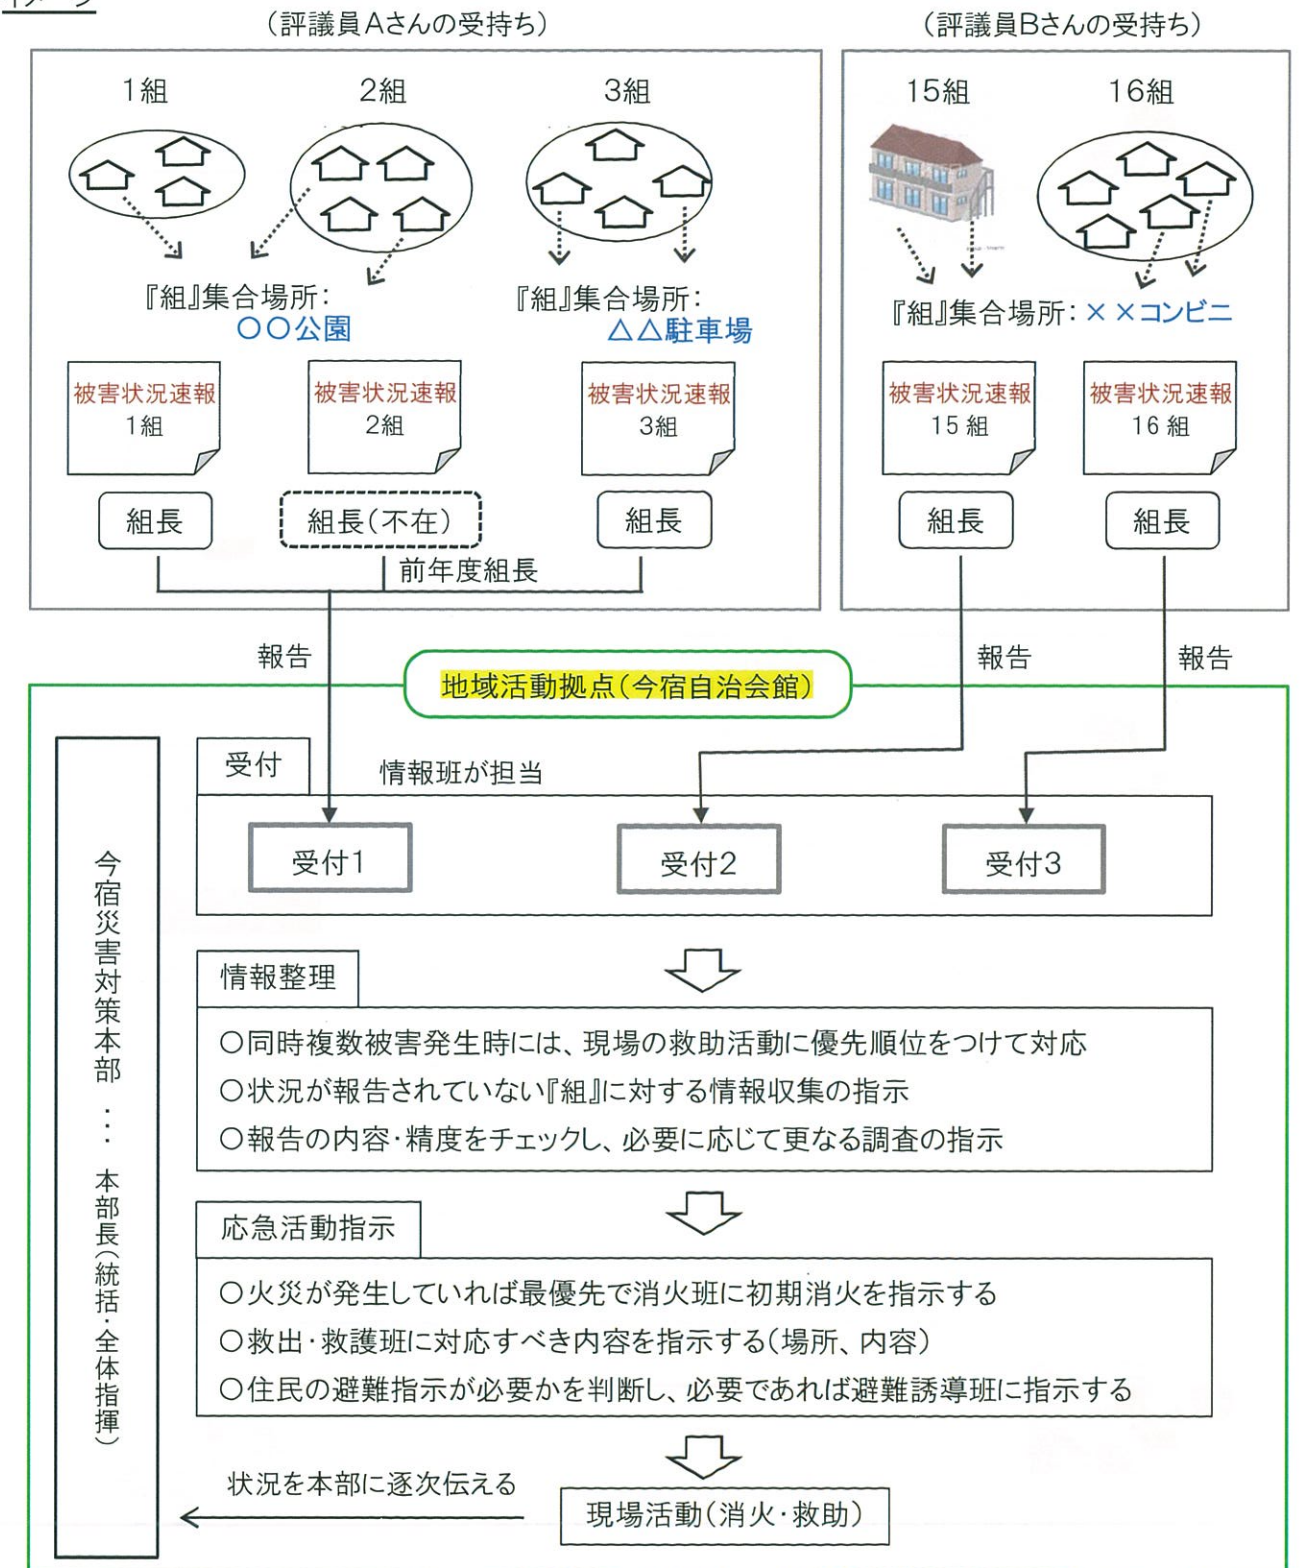 イメージ
(評議員Aさんの受持ち)
(評議員Bさんの受持ち)
1組
2組
3組
15組
16組
『組』集合場所:
〇〇公園
『組』集合場所:
△△駐車場
『組』集合場所:××コンビニ
被害状況速報
1組
被害状況速報
2組
被害状況速報
3組
被害状況速報
15組
被害状況速報
16組
組長
組長(不在)
組長
組長
組長
前年度組長
報告
報告
報告
地域活動拠点(今宿自治会館)
今宿災害対策本部 … 本部長(統括・全体指揮)
受付
情報班が担当
受付1
受付2
受付3
情報整理
〇同時複数被害発生時には、現場の救助活動に優先順位をつけて対応
〇状況が報告されていない『組』に対する情報収集の指示
〇報告の内容・精度をチェックし、必要に応じて更なる調査の指示
応急活動指示
〇火災が発生していれば最優先で消火班に初期消火を指示する
〇救出・救護班に対応すべき内容を指示する(場所、内容)
〇住民の避難指示が必要かを判断し、必要であれば避難誘導班に指示する
状況を本部に逐次伝える
現場活動(消火・救助)